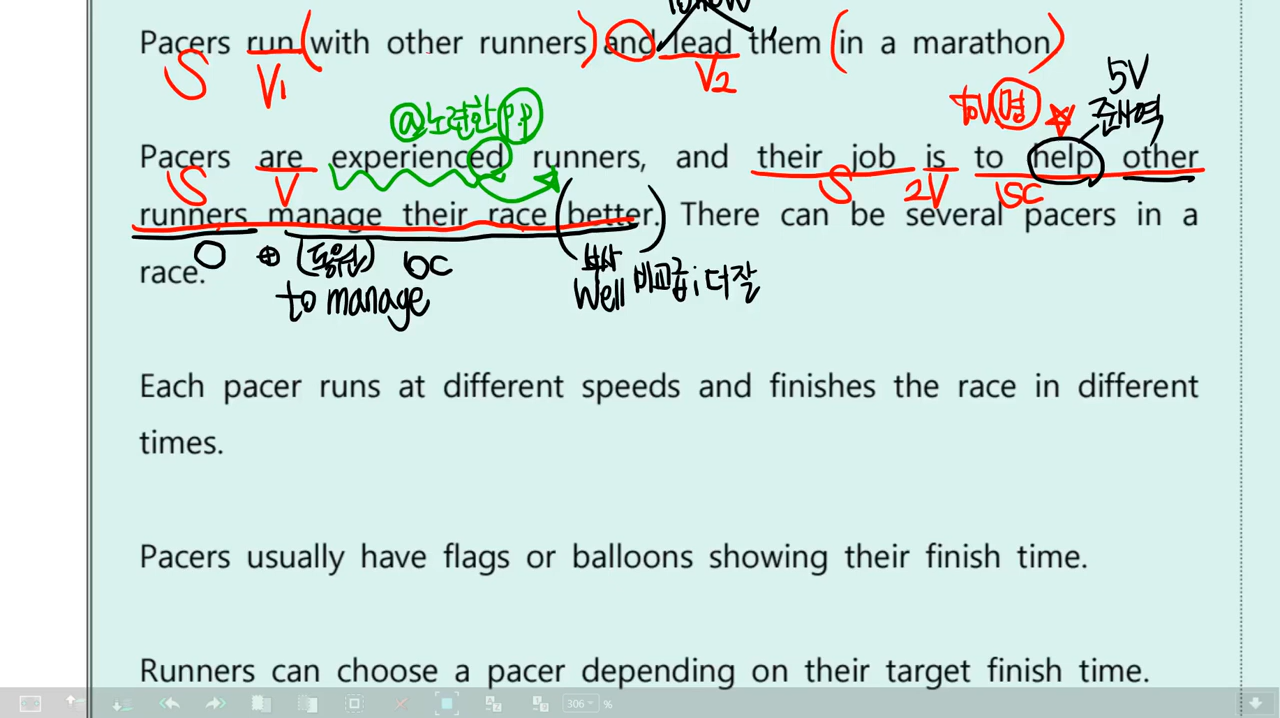 Pacers run (with other runners) and lead them (in a marathon)
S V1 V2
5V
to V 명
준사역
ⓐ노련한 p.p
Pacers are experienced runners, and their job is to help other
S V S 2V SC
runners manage their race (better). There can be several pacers in a
O ⊕ (동원) OC 부사
race.
to manage
Well 비교급; 더 잘
Each pacer runs at different speeds and finishes the race in different
times.
Pacers usually have flags or balloons showing their finish time.
Runners can choose a pacer depending on their target finish time.
306 %